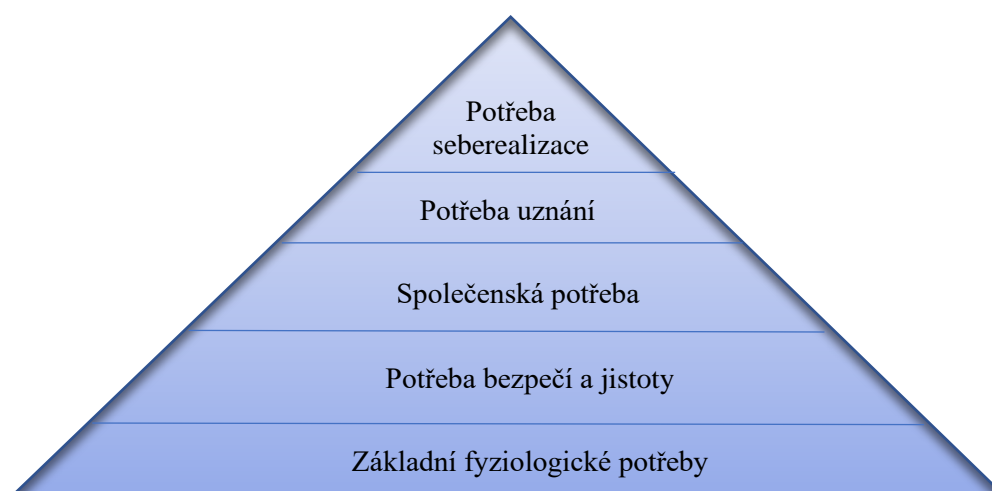 Potřeba
seberealizace
Potřeba uznání
Společenská potřeba
Potřeba bezpečí a jistoty
Základní fyziologické potřeby